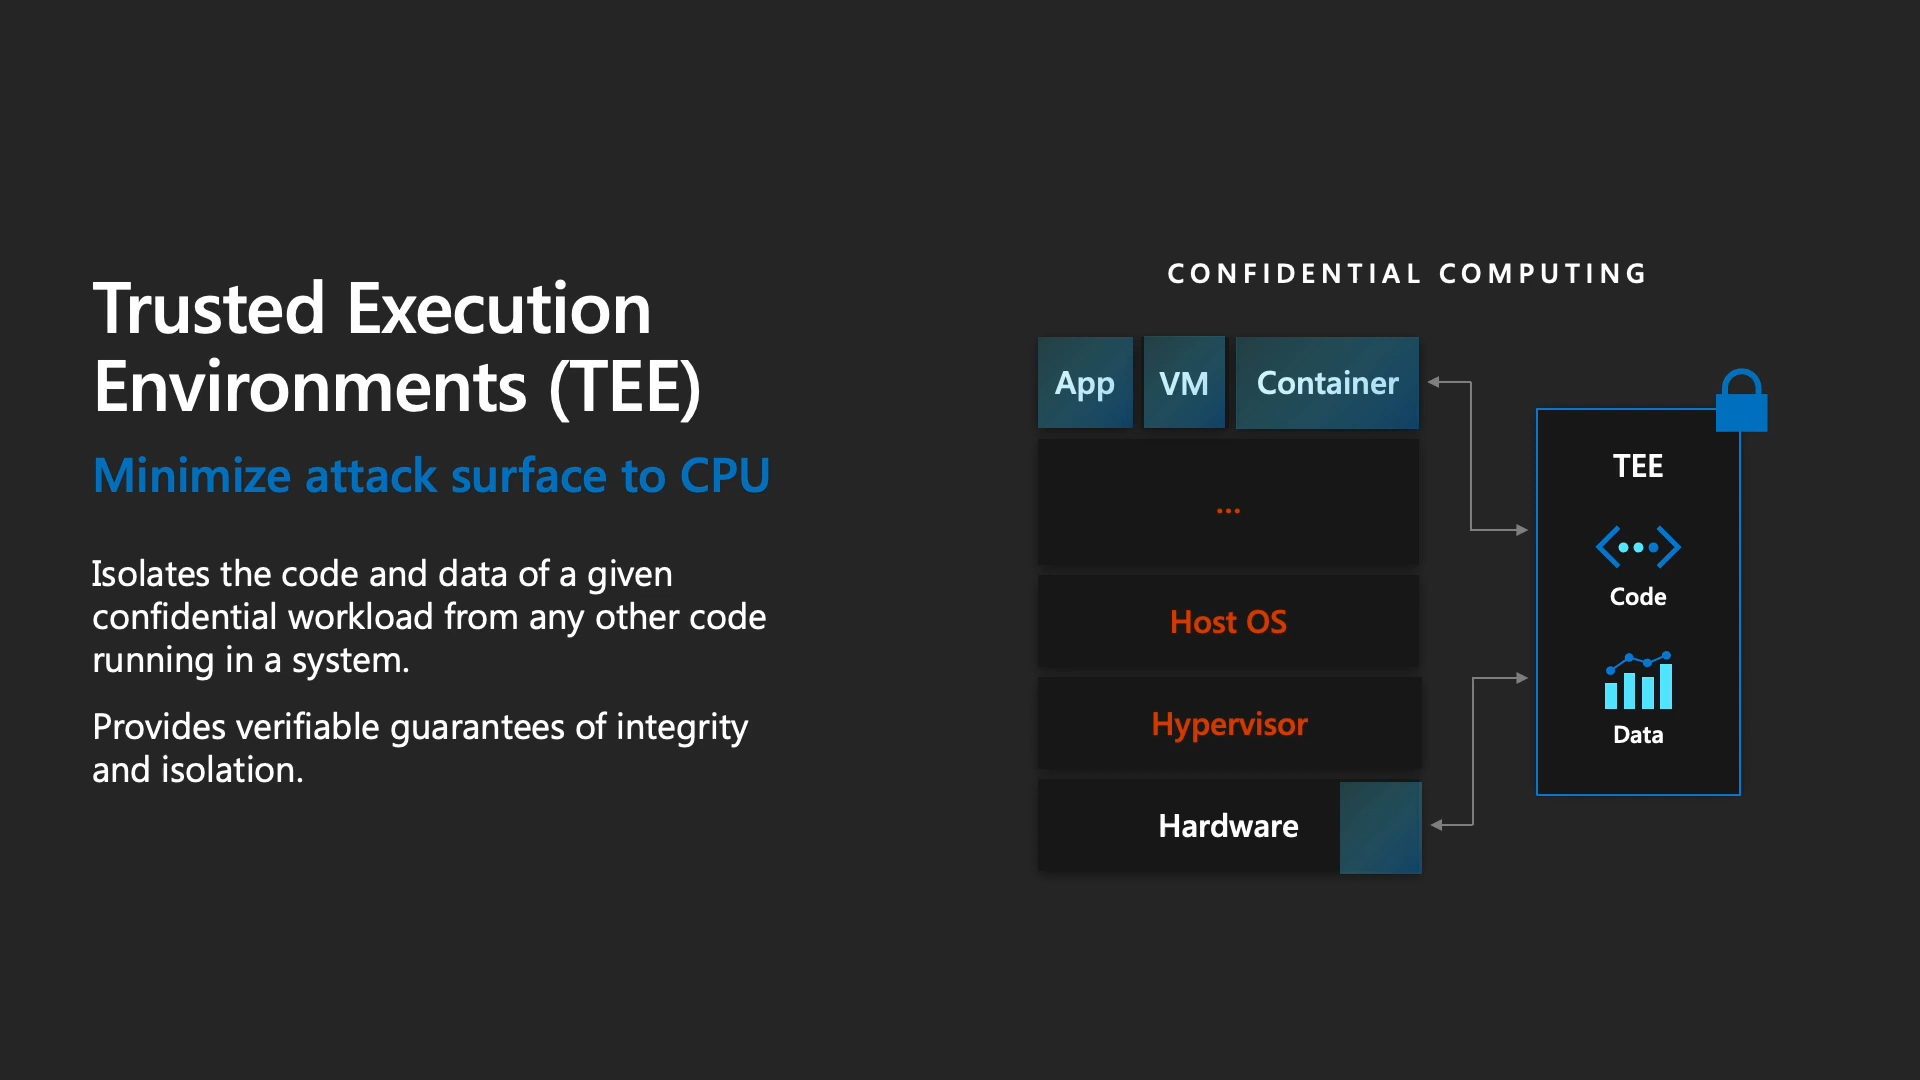 Trusted Execution
Environments (TEE)
Minimize attack surface to CPU
Isolates the code and data of a given
confidential workload from any other code
running in a system.
Provides verifiable guarantees of integrity
and isolation.
CONFIDENTIAL COMPUTING
App VM Container
...
Host OS
Hypervisor
Hardware
TEE
Code
Data